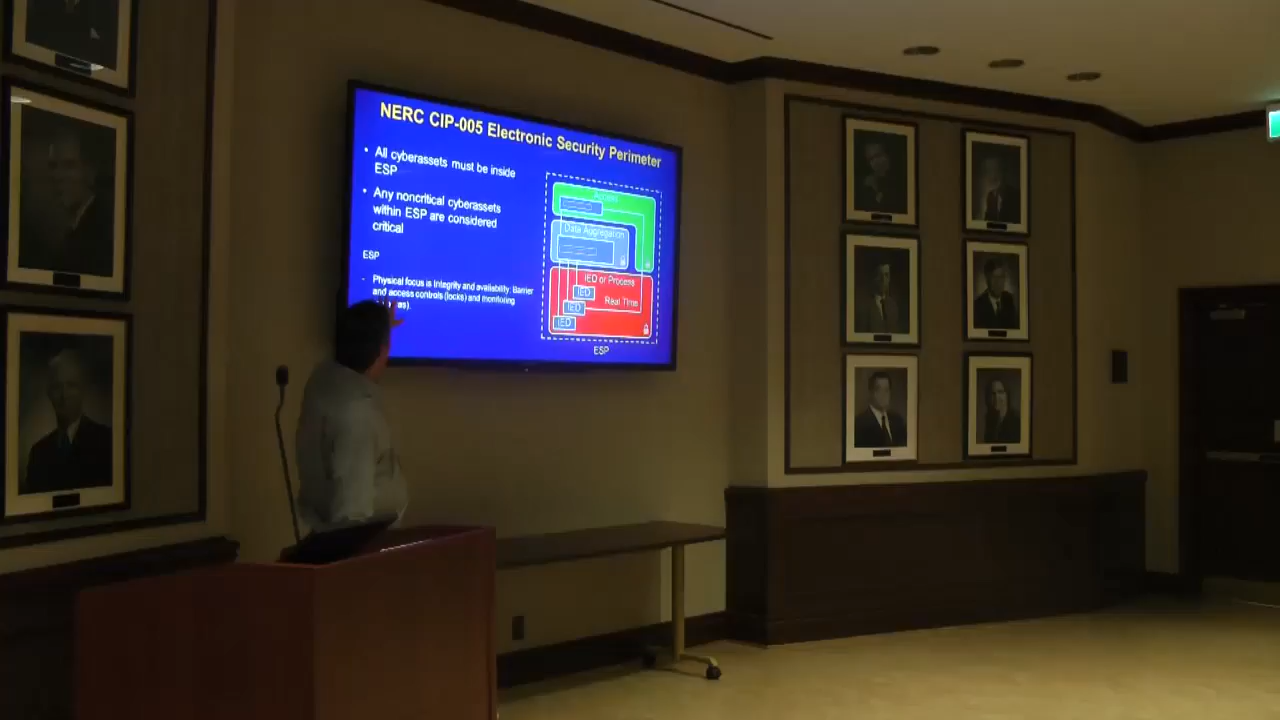 NERC CIP-005 Electronic Security Perimeter
• All cyberassets must be inside
ESP
• Any noncritical cyberassets
within ESP are considered
critical
ESP
- Physical focus is Integrity and availability: Barrier
and access controls (locks) and monitoring
Access
Data Aggregation
IED or Process
IED
Real Time
IED
IED
ESP